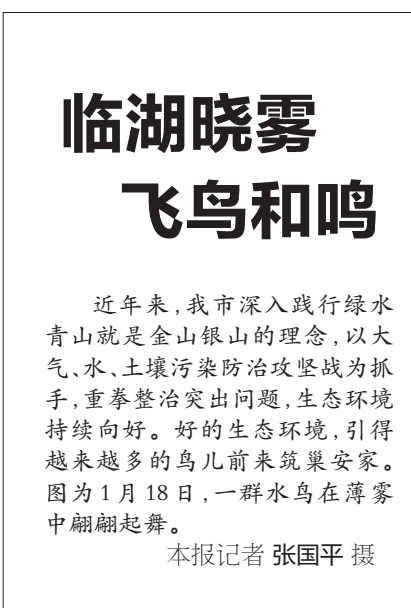 临湖晓雾
飞鸟和鸣
近年来,我市深入践行绿水
青山就是金山银山的理念,以大
气、水、土壤污染防治攻坚战为抓
手,重拳整治突出问题,生态环境
持续向好。好的生态环境,引得
越来越多的鸟儿前来筑巢安家。
图为1月18日,一群水鸟在薄雾
中翩翩起舞。
本报记者 张国平 摄